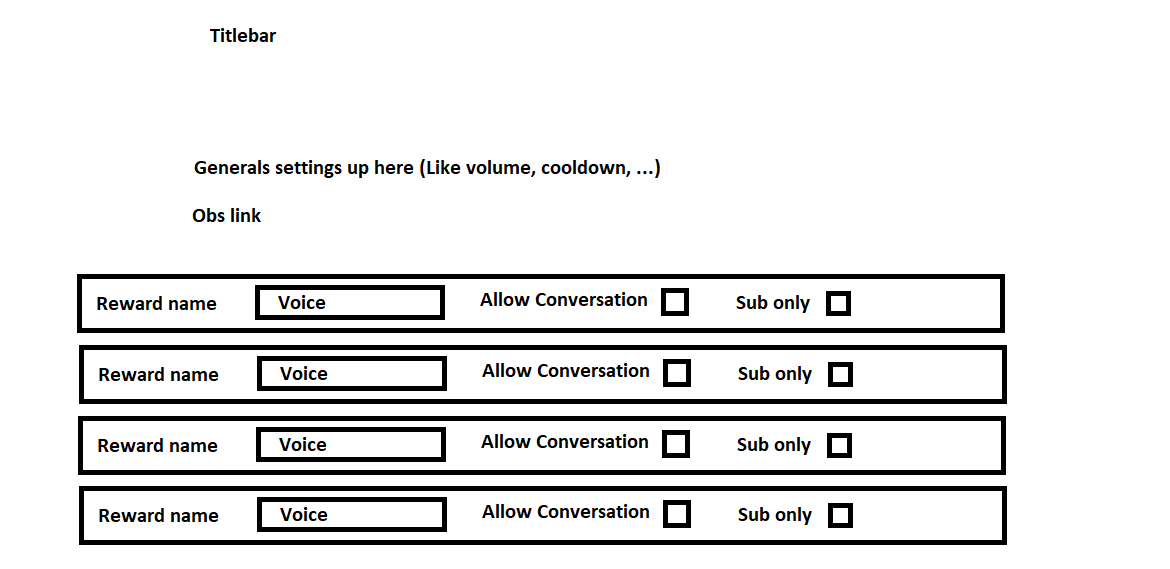 Titlebar
Generals settings up here (Like volume, cooldown, ...)
Obs link
Reward name Voice Allow Conversation Sub only
Reward name Voice Allow Conversation Sub only
Reward name Voice Allow Conversation Sub only
Reward name Voice Allow Conversation Sub only